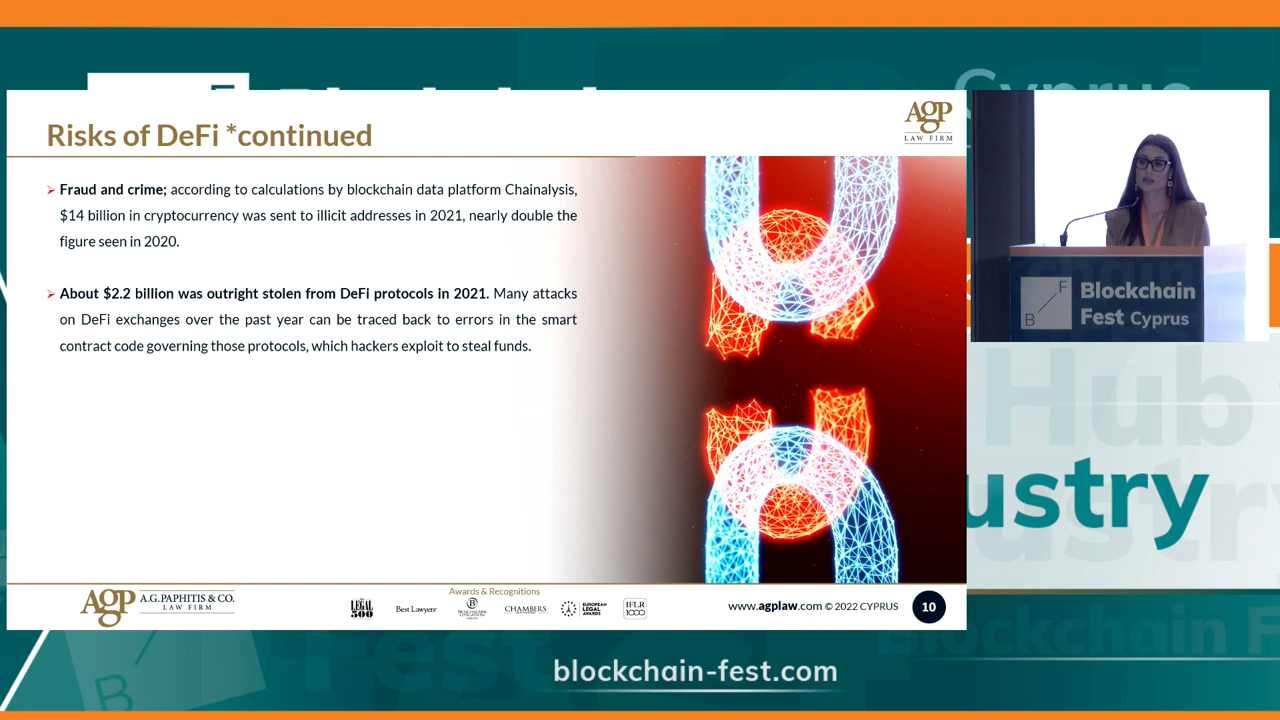 Cyprus
Risks of DeFi *continued
AGP
LAW FIRM
➢ Fraud and crime; according to calculations by blockchain data platform Chainalysis,
$14 billion in cryptocurrency was sent to illicit addresses in 2021, nearly double the
figure seen in 2020.
➢ About $2.2 billion was outright stolen from DeFi protocols in 2021. Many attacks
on DeFi exchanges over the past year can be traced back to errors in the smart
contract code governing those protocols, which hackers exploit to steal funds.
F
B
Blockchain
Fest Cyprus
Hub
ustry
AGP
A.G. PAPHITIS & CO.
LAW FIRM
Awards & Recognitions
The
LEGAL
500
Best Lawyers
CHAMBERS
EUROPEAN
LEGAL
AWARDS
IFLR
1000
www.agplaw.com © 2022 CYPRUS
10
Blockchain F
B
Fest
blockchain-fest.com